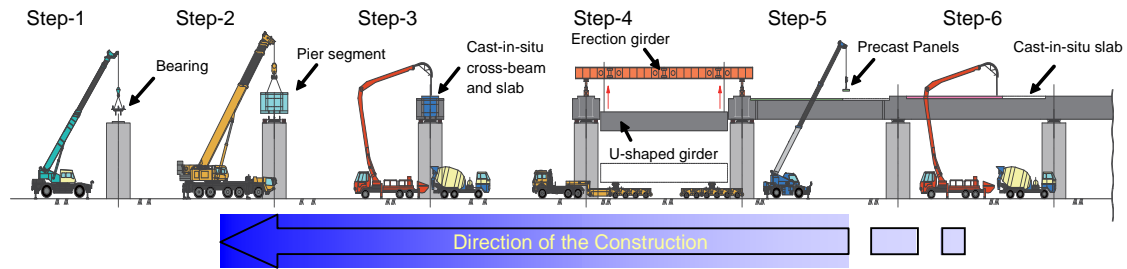 Step-1
Step-2
Step-3
Step-4
Step-5
Step-6
Bearing
Pier segment
Cast-in-situ
cross-beam
and slab
Erection girder
U-shaped girder
Precast Panels
Cast-in-situ slab
Direction of the Construction